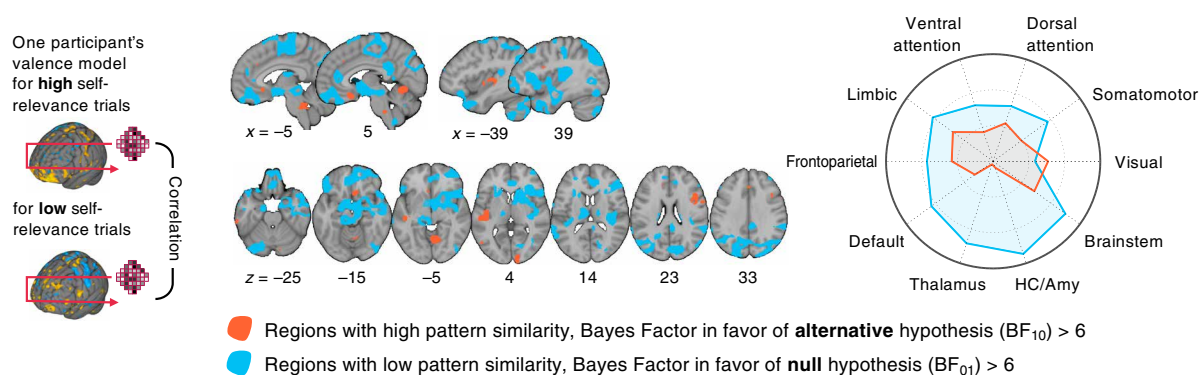 One participant's
valence model
for high self-
relevance trials
for low self-
relevance trials
Correlation
x = –5
5
x = –39
39
z = –25
–15
–5
4
14
23
33
Ventral
attention
Dorsal
attention
Limbic
Somatomotor
Frontoparietal
Visual
Default
Brainstem
Thalamus
HC/Amy
Regions with high pattern similarity, Bayes Factor in favor of alternative hypothesis (BF10) > 6
Regions with low pattern similarity, Bayes Factor in favor of null hypothesis (BF01) > 6